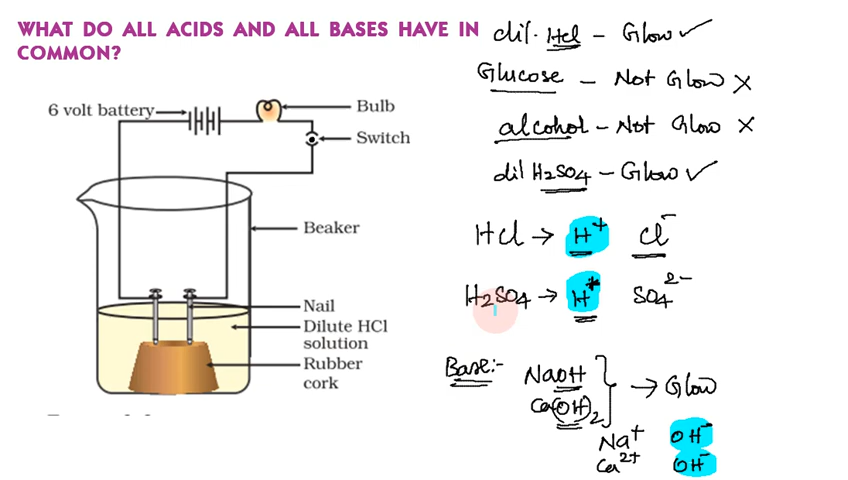 WHAT DO ALL ACIDS AND ALL BASES HAVE IN
COMMON?
6 volt battery
Bulb
Switch
Beaker
Nail
Dilute HCl
solution
Rubber
cork
dil. Hcl - Glow ✓
Glucose - Not Glow ×
alcohol - Not Glow ×
dil H₂SO₄ - Glow ✓
HCl → H⁺ Cl⁻
H₂SO₄ → H⁺ SO₄²⁻
Base:-
NaOH
Ca(OH)₂
} → Glow
Na⁺ OH⁻
Ca²⁺ OH⁻